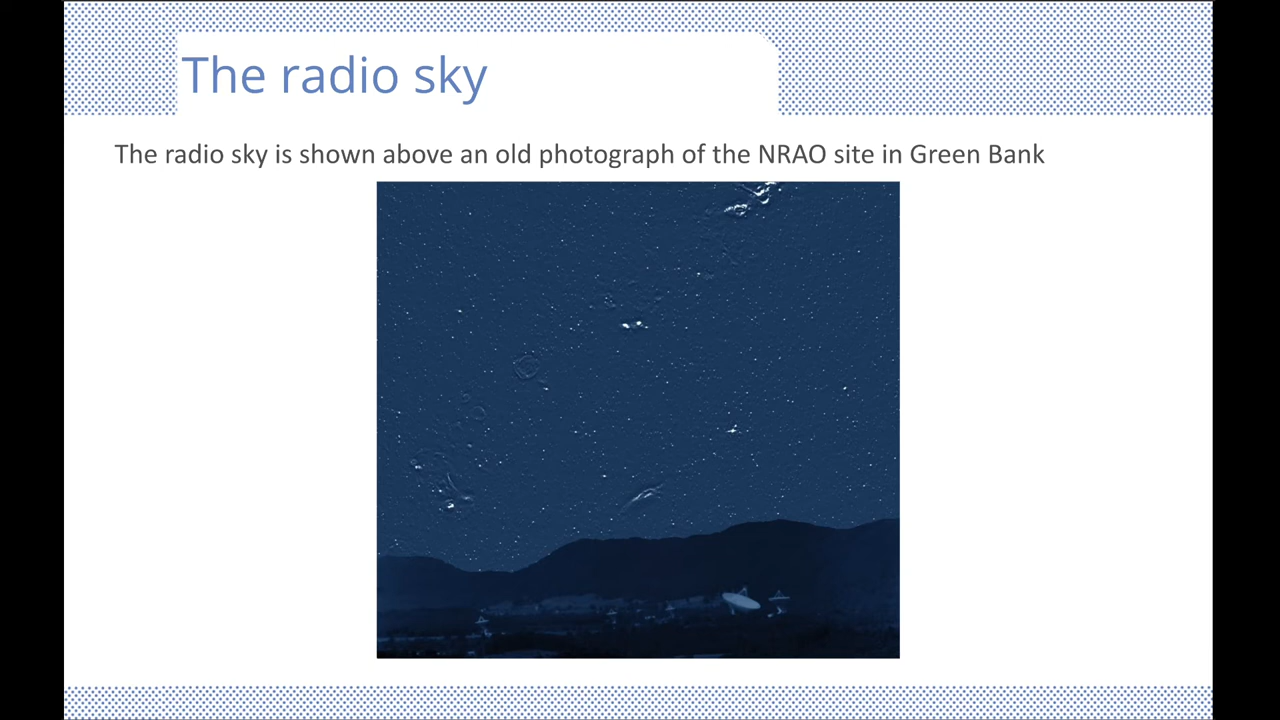 The radio sky
The radio sky is shown above an old photograph of the NRAO site in Green Bank